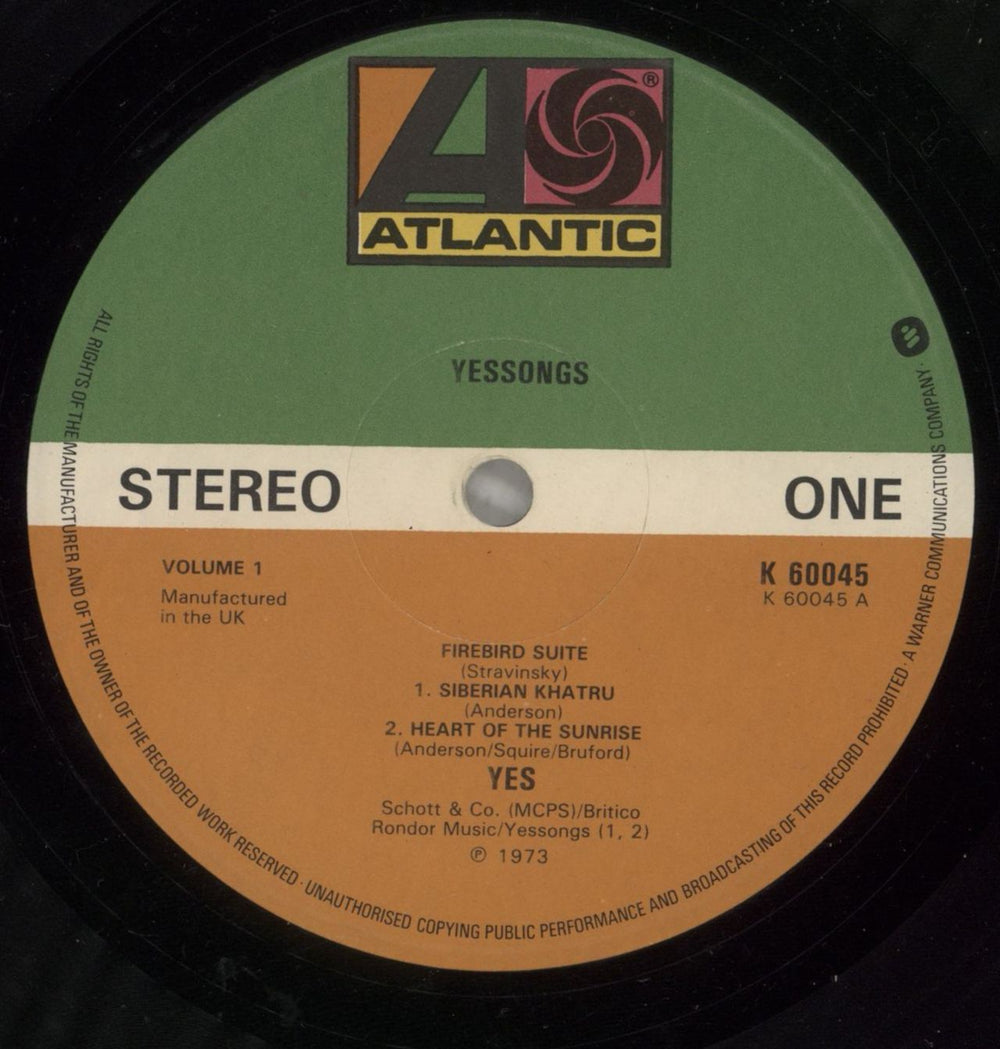 A
®
ATLANTIC
YESSONGS
STEREO
ONE
VOLUME 1
Manufactured
in the UK
K 60045
K 60045 A
FIREBIRD SUITE
(Stravinsky)
1. SIBERIAN KHATRU
(Anderson)
2. HEART OF THE SUNRISE
(Anderson/Squire/Bruford)
YES
Schott & Co. (MCPS)/Britico
Rondor Music/Yessongs (1, 2)
℗ 1973
ALL RIGHTS OF THE MANUFACTURER AND OF THE OWNER OF THE RECORDED WORK RESERVED · UNAUTHORISED COPYING PUBLIC PERFORMANCE AND BROADCASTING OF THIS RECORD PROHIBITED · A WARNER COMMUNICATIONS COMPANY ·